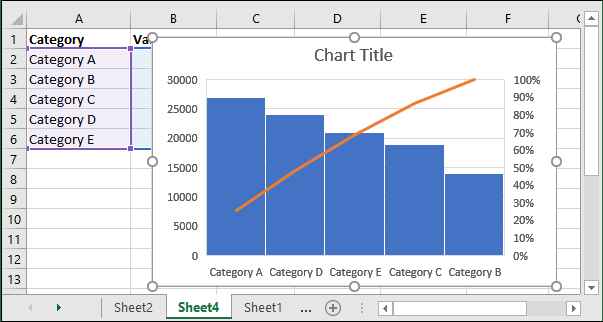 A B C D E F
1 Category
2 Category A
3 Category B
4 Category C
5 Category D
6 Category E
7
8
9
10
11
12
13
Chart Title
30000 100%
90%
25000
80%
20000 70%
60%
15000 50%
40%
10000
30%
5000 20%
10%
0 0%
Category A Category D Category E Category C Category B
Sheet2 Sheet4 Sheet1 ...